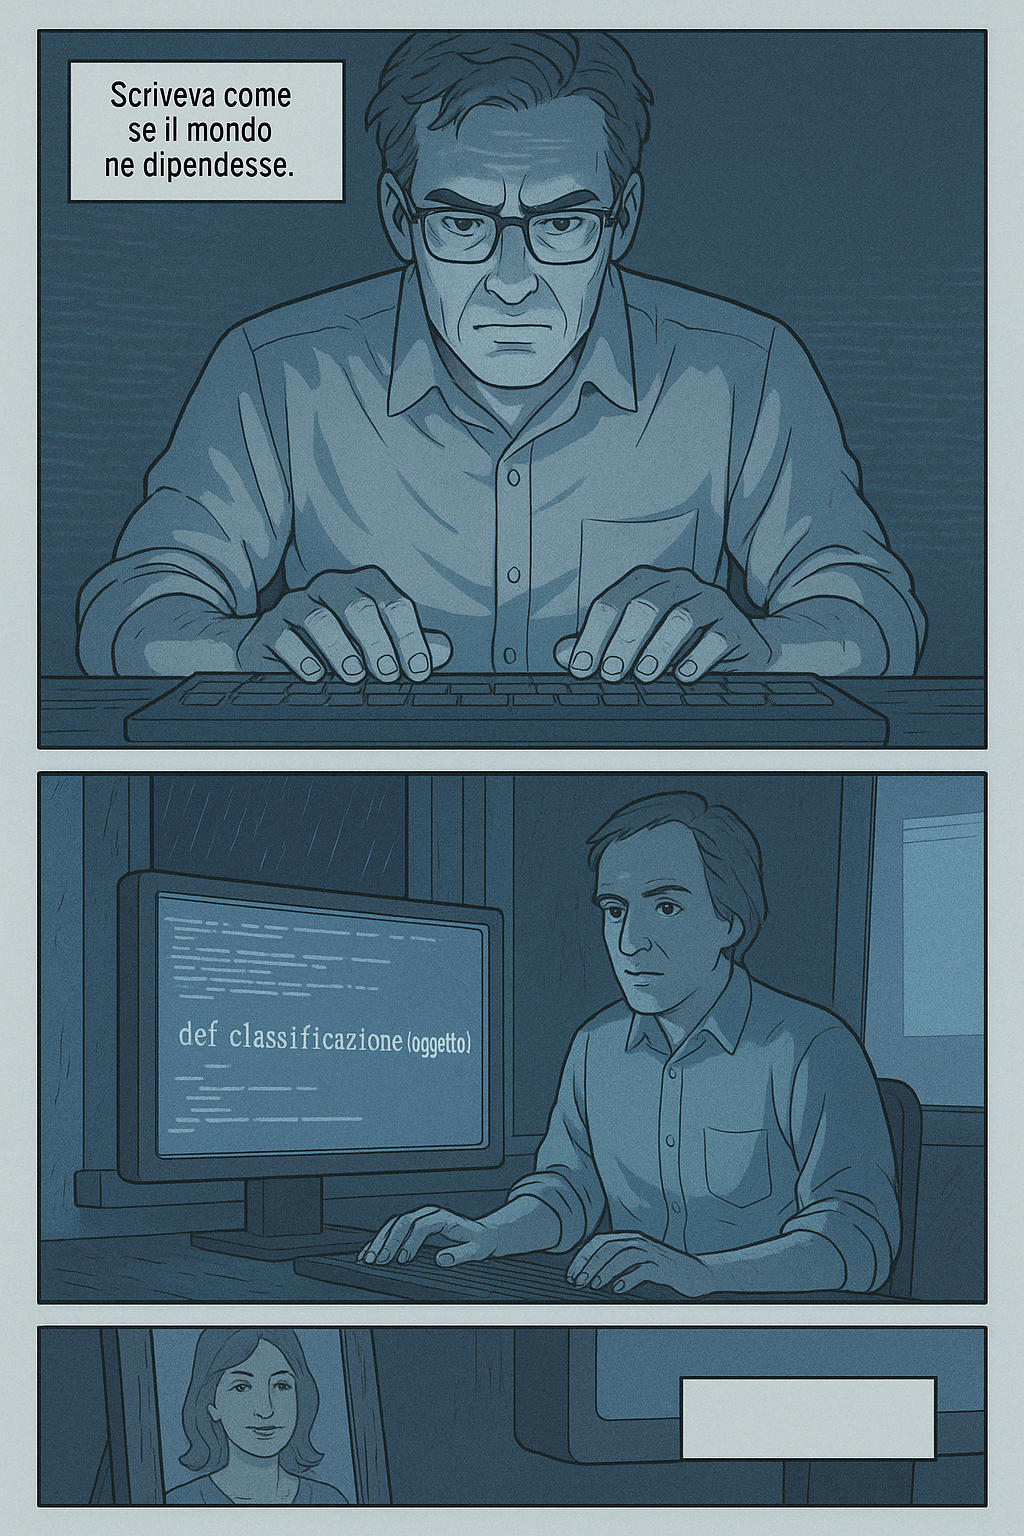 Scriveva come
se il mondo
ne dipendesse.
def classificazione (oggetto)